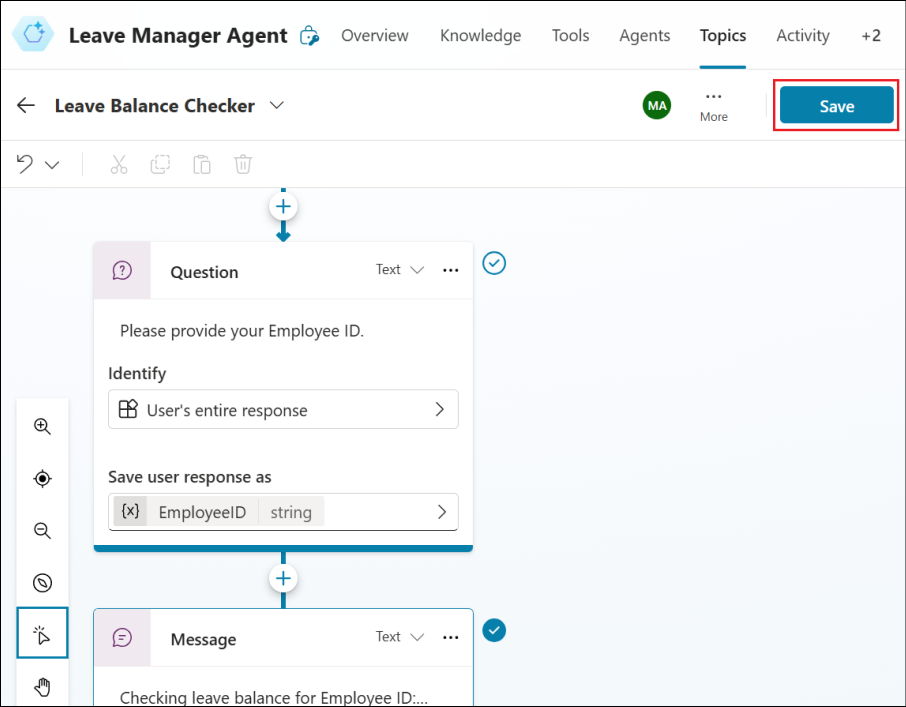 Leave Manager Agent Overview Knowledge Tools Agents Topics Activity +2
Leave Balance Checker MA More Save
Question Text
Please provide your Employee ID.
Identify
User's entire response
Save user response as
{x} EmployeeID string
Message Text
Checking leave balance for Employee ID:...